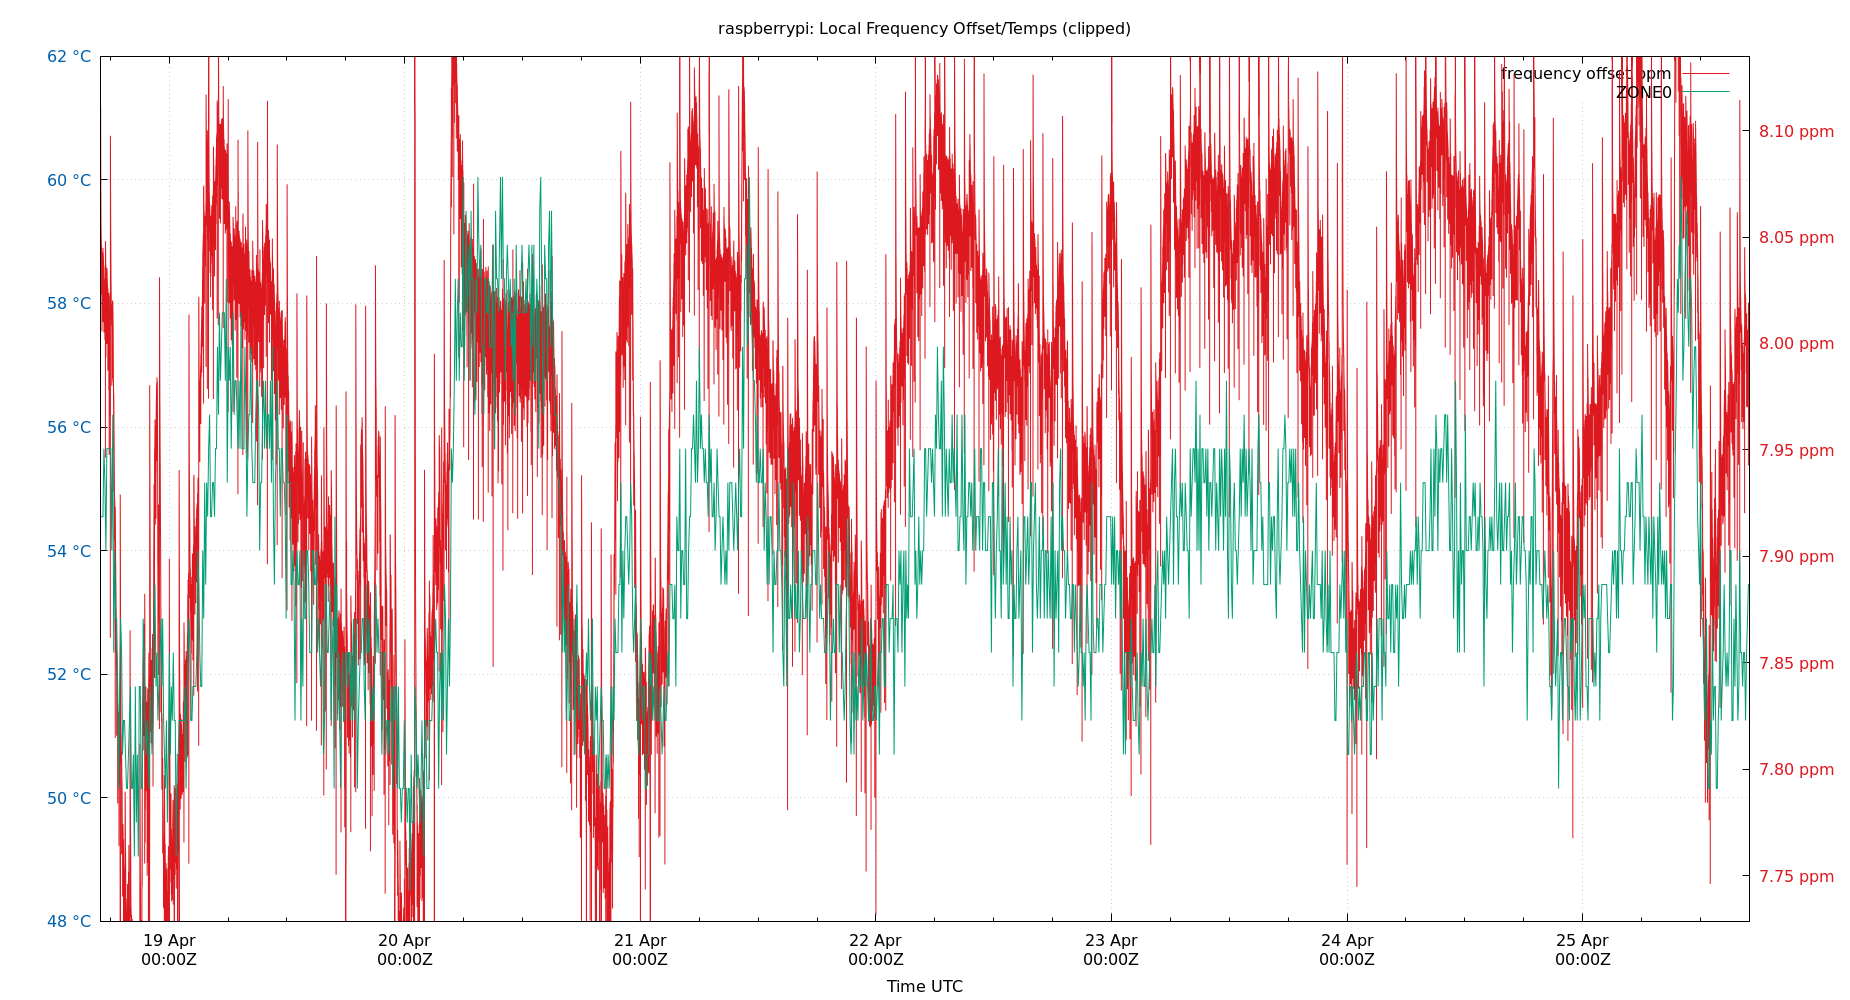 raspberrypi: Local Frequency Offset/Temps (clipped)
62 °C
60 °C
58 °C
56 °C
54 °C
52 °C
50 °C
48 °C
frequency offset ppm
ZONE0
8.10 ppm
8.05 ppm
8.00 ppm
7.95 ppm
7.90 ppm
7.85 ppm
7.80 ppm
7.75 ppm
19 Apr 20 Apr 21 Apr 22 Apr 23 Apr 24 Apr 25 Apr
00:00Z 00:00Z 00:00Z 00:00Z 00:00Z 00:00Z 00:00Z
Time UTC